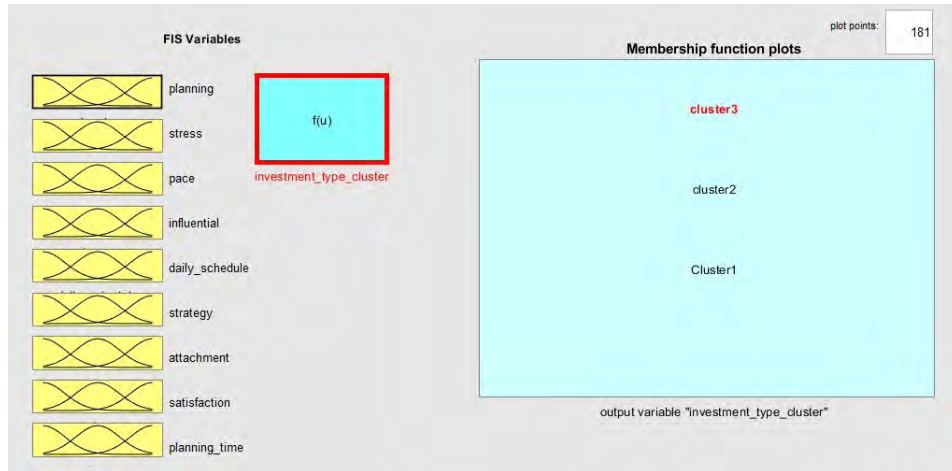 plot points: 181
FIS Variables
Membership function plots
planning
f(u)
cluster3
stress
pace
investment_type_cluster
cluster2
influential
daily_schedule
Cluster1
strategy
attachment
satisfaction
output variable "investment_type_cluster"
planning_time